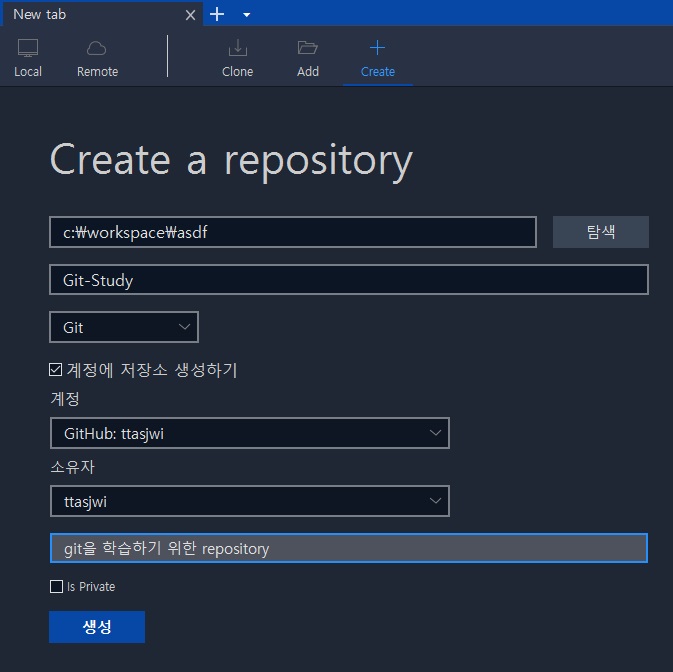 New tab
Local Remote Clone Add Create
Create a repository
c:₩workspace₩asdf 탐색
Git-Study
Git
계정에 저장소 생성하기
계정
GitHub: ttasjwi
소유자
ttasjwi
git을 학습하기 위한 repository
Is Private
생성